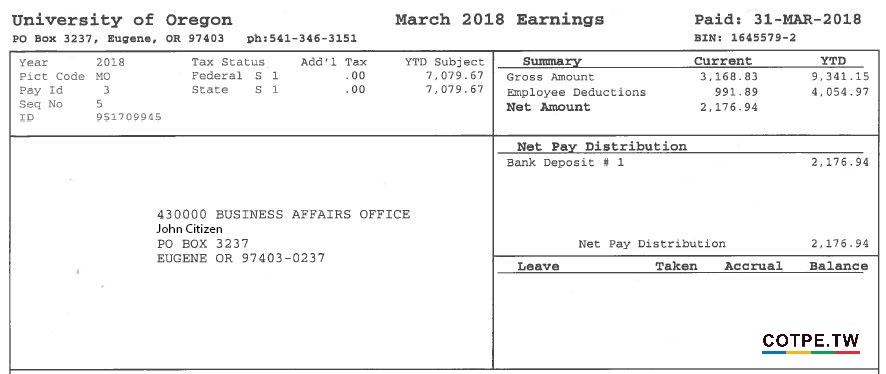 University of Oregon March 2018 Earnings Paid: 31-MAR-2018
PO Box 3237, Eugene, OR 97403 ph:541-346-3151 BIN: 1645579-2
Year 2018 Tax Status Add'l Tax YTD Subject
Pict Code MO Federal S 1 .00 7,079.67
Pay Id 3 State S 1 .00 7,079.67
Seq No 5
ID 951709945
Summary Current YTD
Gross Amount 3,168.83 9,341.15
Employee Deductions 991.89 4,054.97
Net Amount 2,176.94
Net Pay Distribution
Bank Deposit # 1 2,176.94
Net Pay Distribution 2,176.94
430000 BUSINESS AFFAIRS OFFICE
John Citizen
PO BOX 3237
EUGENE OR 97403-0237
Leave Taken Accrual Balance
COTPE.TW